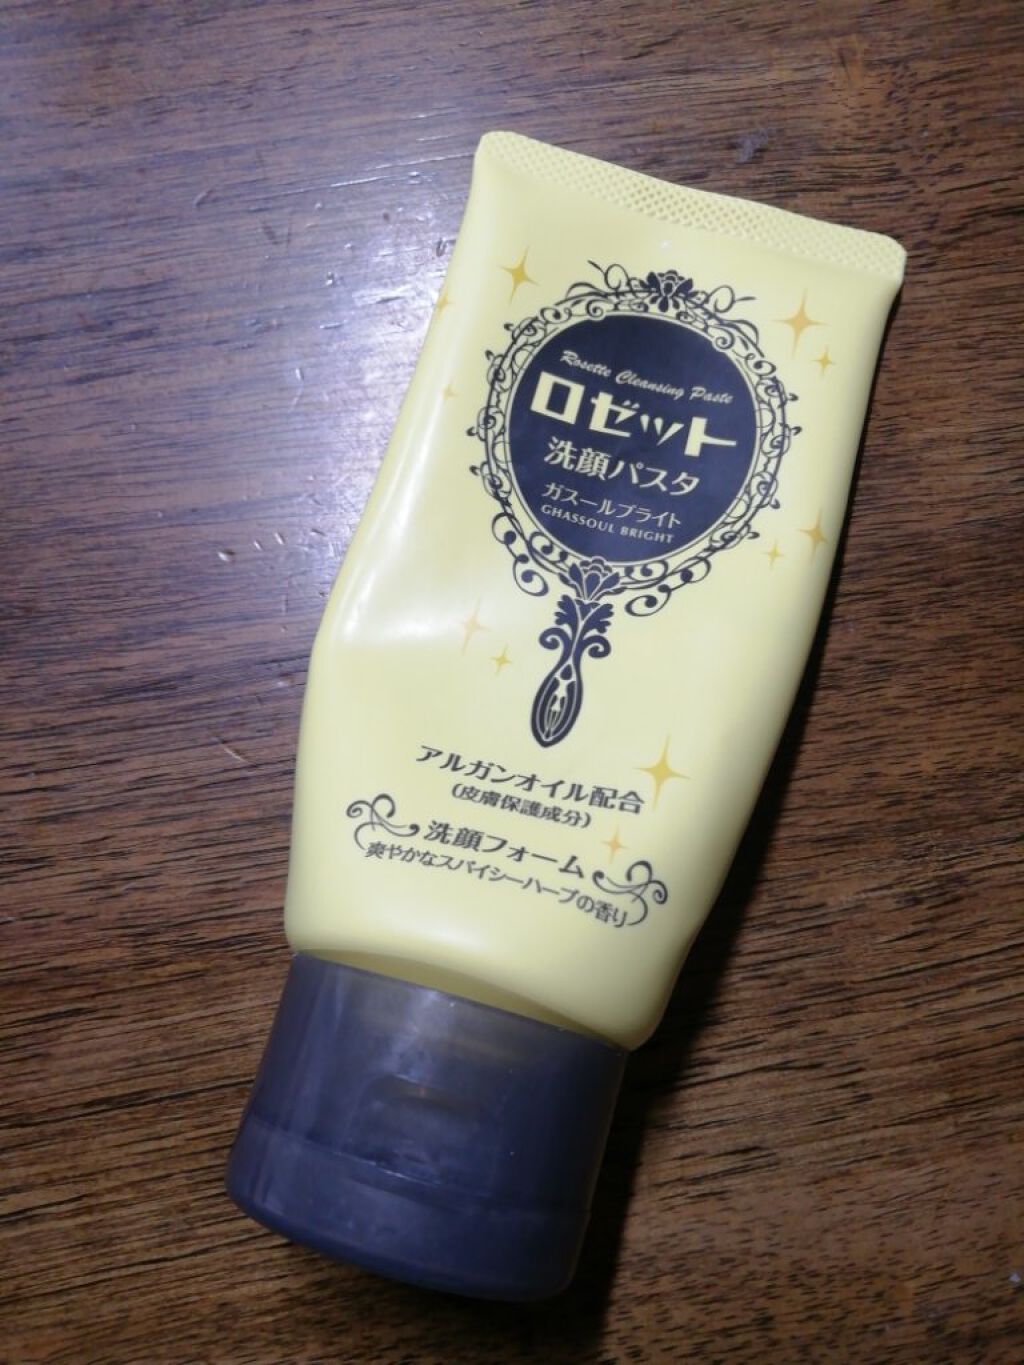 Rosette Cleansing Paste
ロゼット
洗顔パスタ
ガスールブライト
GHASSOUL BRIGHT
アルガンオイル配合
(皮膚保護成分)
洗顔フォーム
爽やかなスパイシーハーブの香り